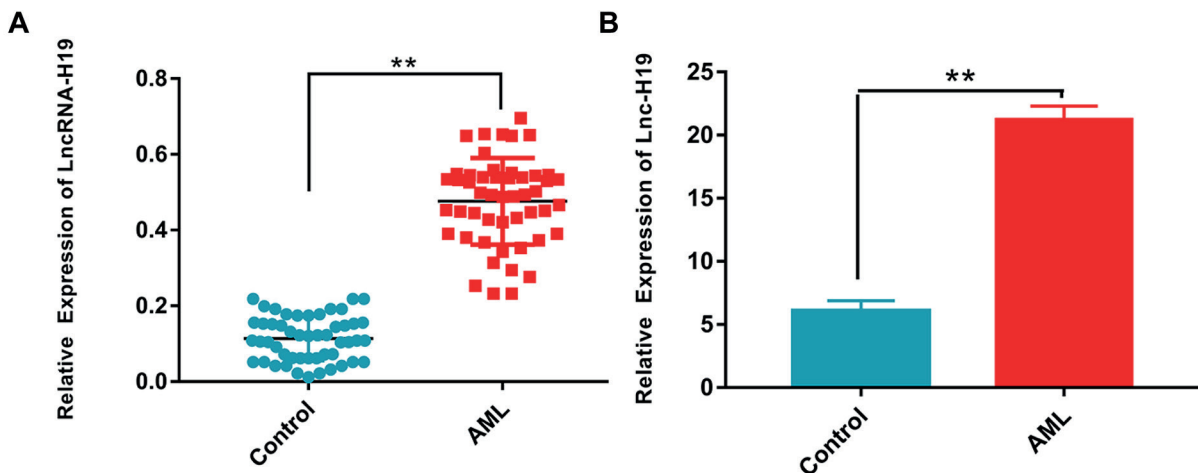 A
Relative Expression of LncRNA-H19
0.8
0.6
0.4
0.2
0.0
**
Control
AML
B
Relative Expression of Lnc-H19
25
20
15
10
5
0
**
Control
AML